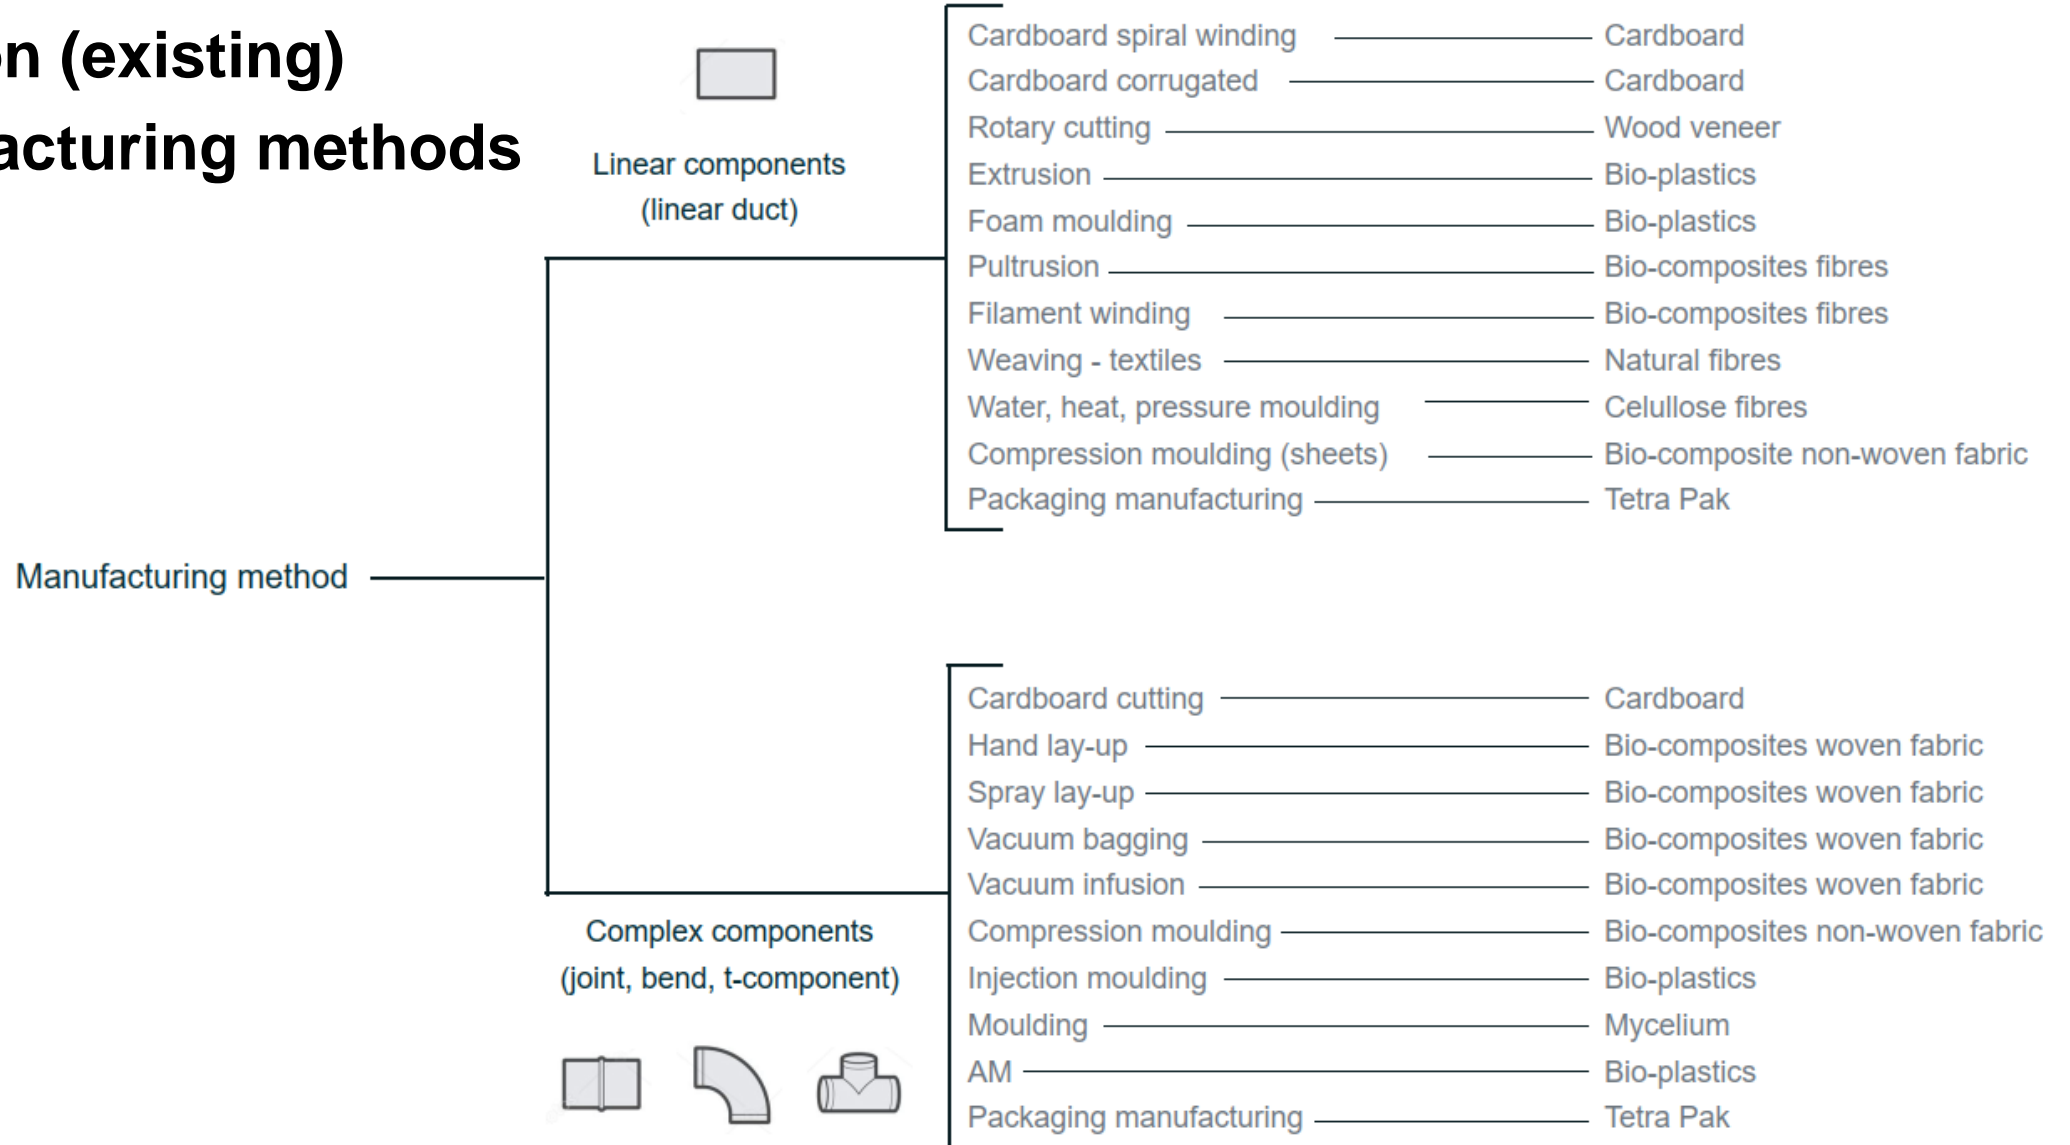 (existing)
methods
Linear components
(linear duct)
Cardboard spiral winding Cardboard
Cardboard corrugated Cardboard
Rotary cutting Wood veneer
Extrusion Bio-plastics
Foam moulding Bio-plastics
Pultrusion Bio-composites fibres
Filament winding Bio-composites fibres
Weaving - textiles Natural fibres
Water, heat, pressure moulding Celullose fibres
Compression moulding (sheets) Bio-composite non-woven fabric
Packaging manufacturing Tetra Pak
Manufacturing method
Complex components
(joint, bend, t-component)
Cardboard cutting Cardboard
Hand lay-up Bio-composites woven fabric
Spray lay-up Bio-composites woven fabric
Vacuum bagging Bio-composites woven fabric
Vacuum infusion Bio-composites woven fabric
Compression moulding Bio-composites non-woven fabric
Injection moulding Bio-plastics
Moulding Mycelium
AM Bio-plastics
Packaging manufacturing Tetra Pak